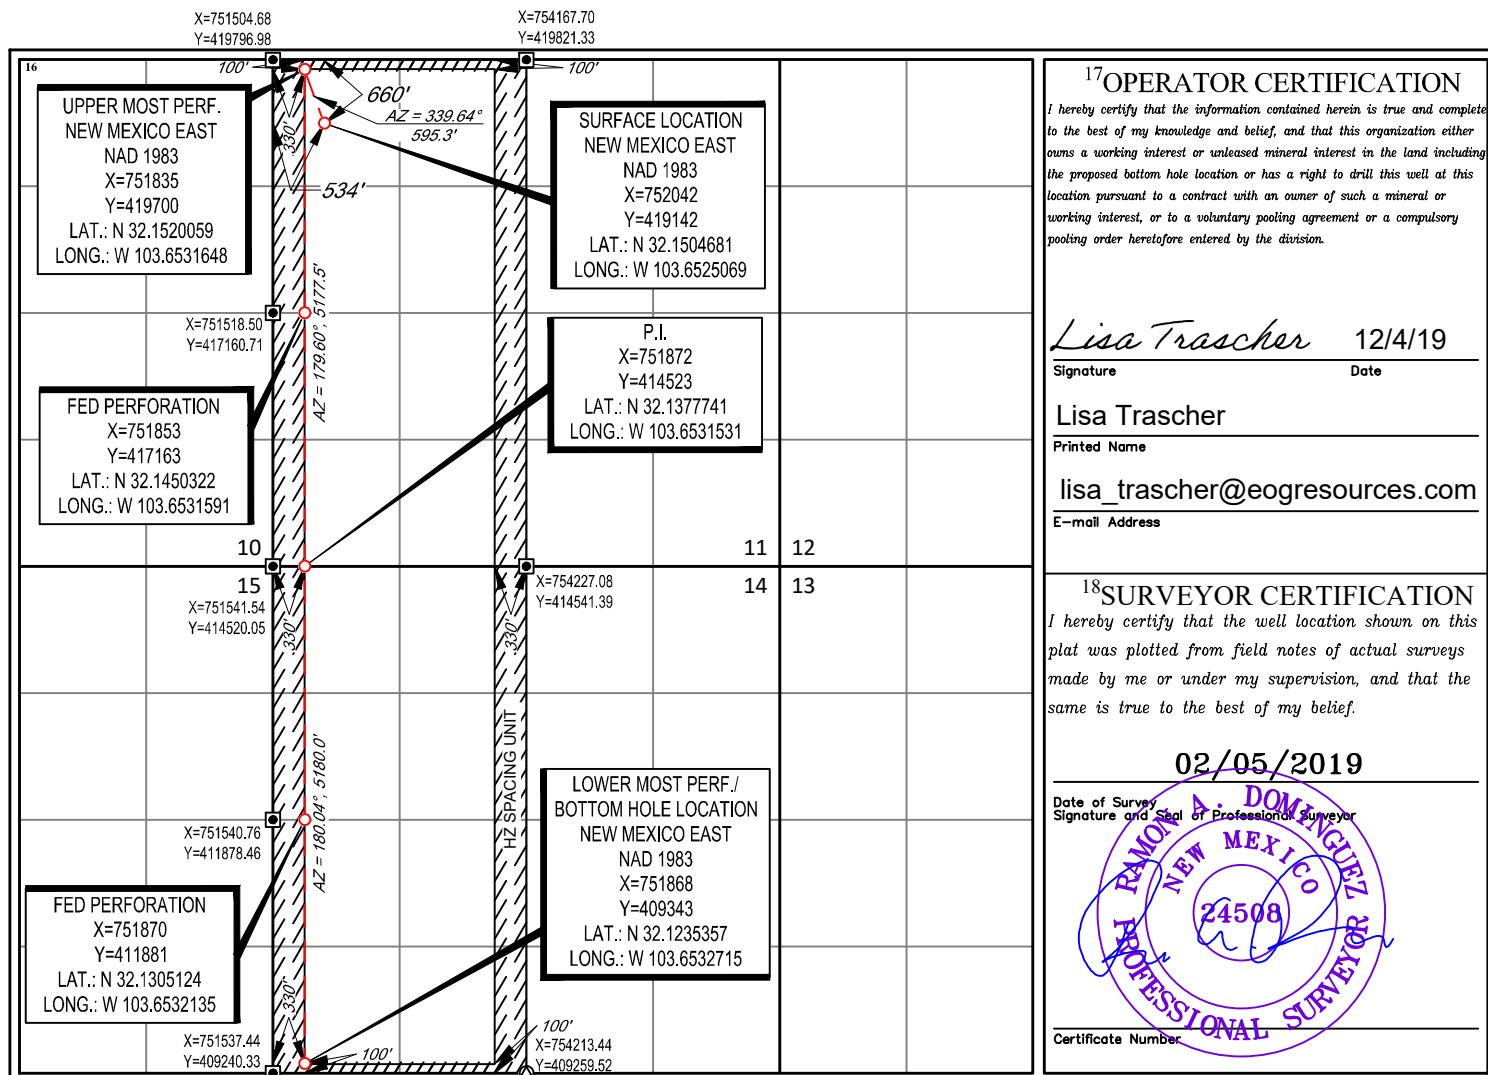 X=751504.68
Y=419796.98
X=754167.70
Y=419821.33
16
100'
100'
UPPER MOST PERF.
NEW MEXICO EAST
NAD 1983
X=751835
Y=419700
LAT.: N 32.1520059
LONG.: W 103.6531648
330'
660'
AZ = 339.64°
595.3'
534'
SURFACE LOCATION
NEW MEXICO EAST
NAD 1983
X=752042
Y=419142
LAT.: N 32.1504681
LONG.: W 103.6525069
X=751518.50
Y=417160.71
AZ = 179.60°, 5177.5'
P.I.
X=751872
Y=414523
LAT.: N 32.1377741
LONG.: W 103.6531531
FED PERFORATION
X=751853
Y=417163
LAT.: N 32.1450322
LONG.: W 103.6531591
10
11
12
15
14
13
X=751541.54
Y=414520.05
330'
330'
X=754227.08
Y=414541.39
HZ SPACING UNIT
AZ = 180.04°, 5180.0'
X=751540.76
Y=411878.46
LOWER MOST PERF./
BOTTOM HOLE LOCATION
NEW MEXICO EAST
NAD 1983
X=751868
Y=409343
LAT.: N 32.1235357
LONG.: W 103.6532715
FED PERFORATION
X=751870
Y=411881
LAT.: N 32.1305124
LONG.: W 103.6532135
330'
X=751537.44
Y=409240.33
100'
100'
X=754213.44
Y=409259.52
17OPERATOR CERTIFICATION
I hereby certify that the information contained herein is true and complete
to the best of my knowledge and belief, and that this organization either
owns a working interest or unleased mineral interest in the land including
the proposed bottom hole location or has a right to drill this well at this
location pursuant to a contract with an owner of such a mineral or
working interest, or to a voluntary pooling agreement or a compulsory
pooling order heretofore entered by the division.
Lisa Trascher 12/4/19
Signature Date
Lisa Trascher
Printed Name
lisa_trascher@eogresources.com
E-mail Address
18SURVEYOR CERTIFICATION
I hereby certify that the well location shown on this
plat was plotted from field notes of actual surveys
made by me or under my supervision, and that the
same is true to the best of my belief.
02/05/2019
Date of Survey
Signature and Seal of Professional Surveyor
RAMON A. DOMINGUEZ
NEW MEXICO
24508
PROFESSIONAL SURVEYOR
Certificate Number